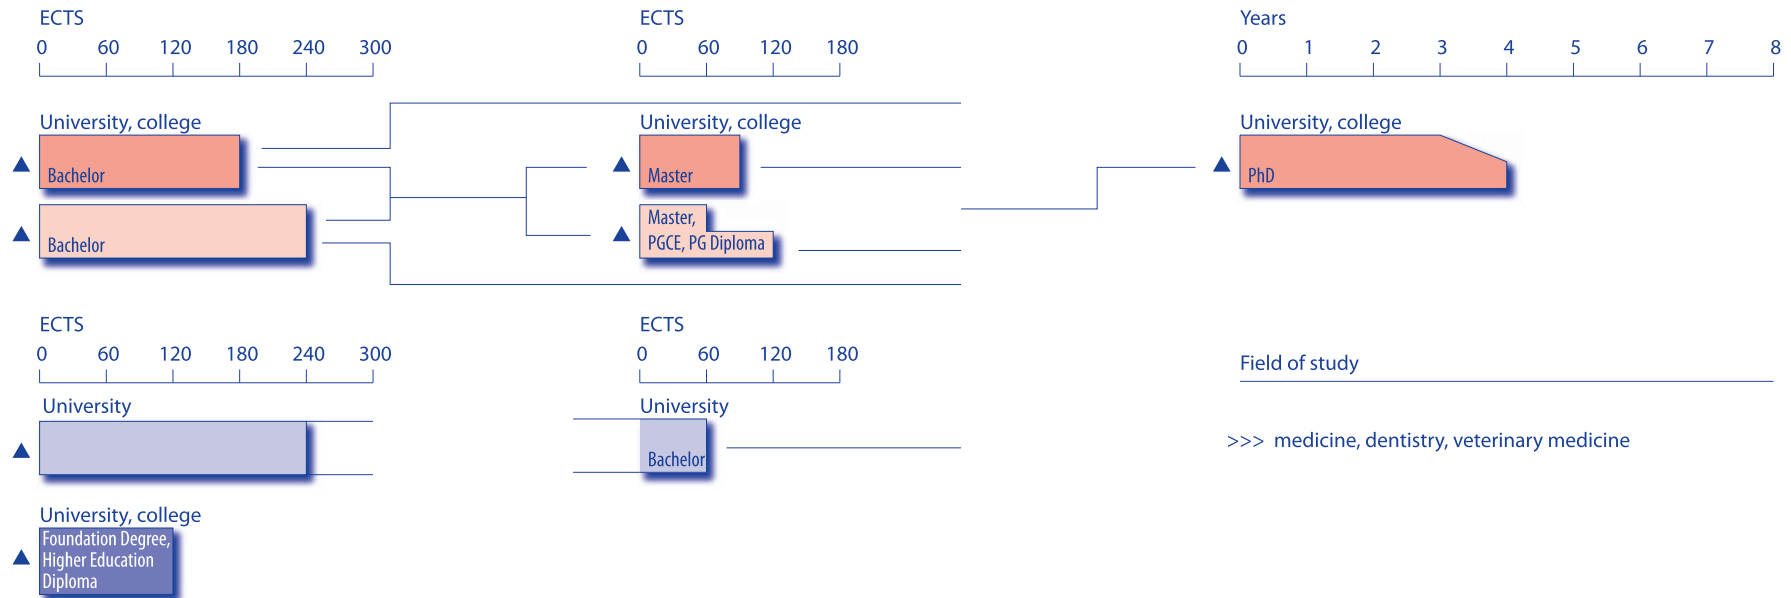 ECTS
0 60 120 180 240 300
ECTS
0 60 120 180
Years
0 1 2 3 4 5 6 7 8
University, college
Bachelor
Bachelor
University, college
Master
Master,
PGCE, PG Diploma
University, college
PhD
ECTS
0 60 120 180 240 300
ECTS
0 60 120 180
Field of study
University
University
Bachelor
>>> medicine, dentistry, veterinary medicine
University, college
Foundation Degree,
Higher Education
Diploma